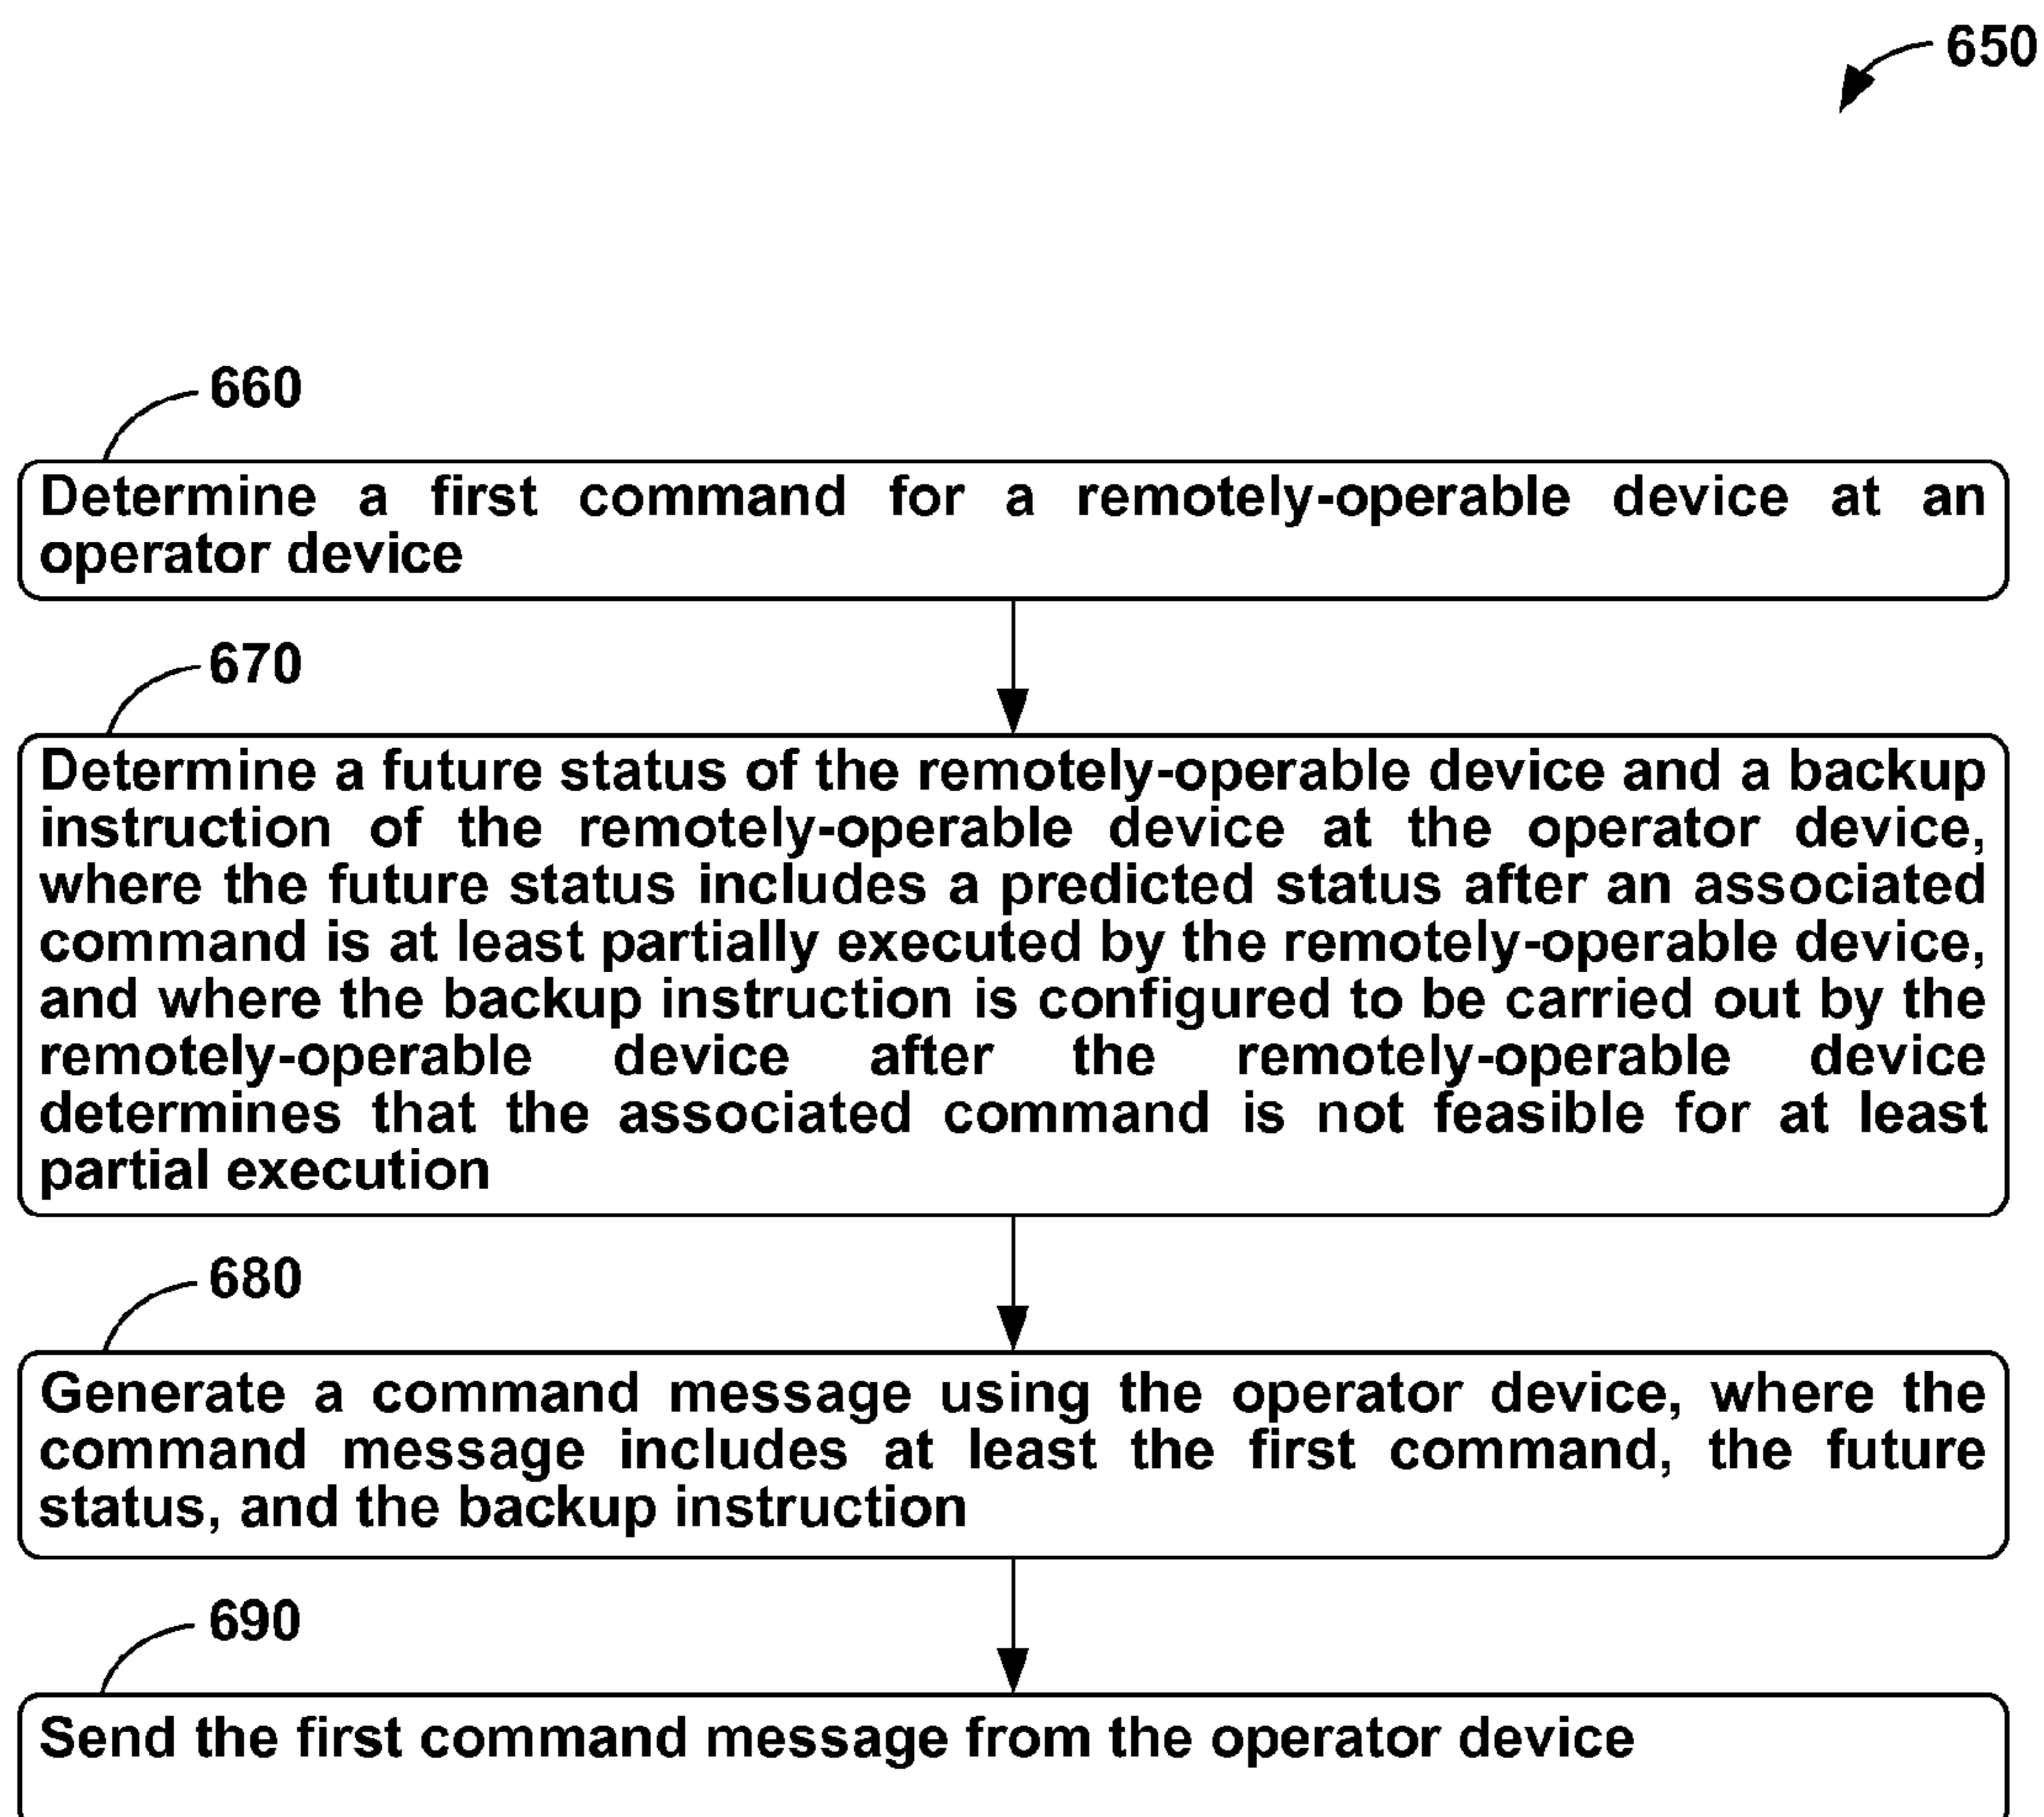 650
660
Determine a first command for a remotely-operable device at an
operator device
670
Determine a future status of the remotely-operable device and a backup
instruction of the remotely-operable device at the operator device,
where the future status includes a predicted status after an associated
command is at least partially executed by the remotely-operable device,
and where the backup instruction is configured to be carried out by the
remotely-operable device after the remotely-operable device
determines that the associated command is not feasible for at least
partial execution
680
Generate a command message using the operator device, where the
command message includes at least the first command, the future
status, and the backup instruction
690
Send the first command message from the operator device